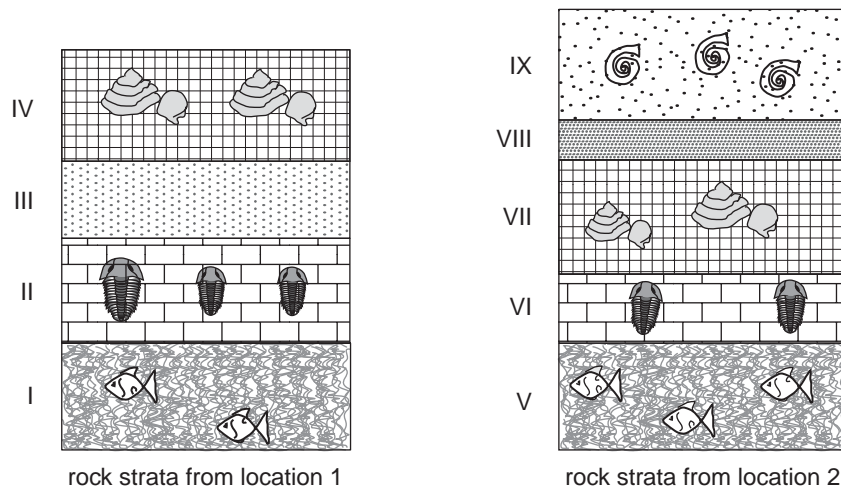 IV
III
II
I
rock strata from location 1
IX
VIII
VII
VI
V
rock strata from location 2